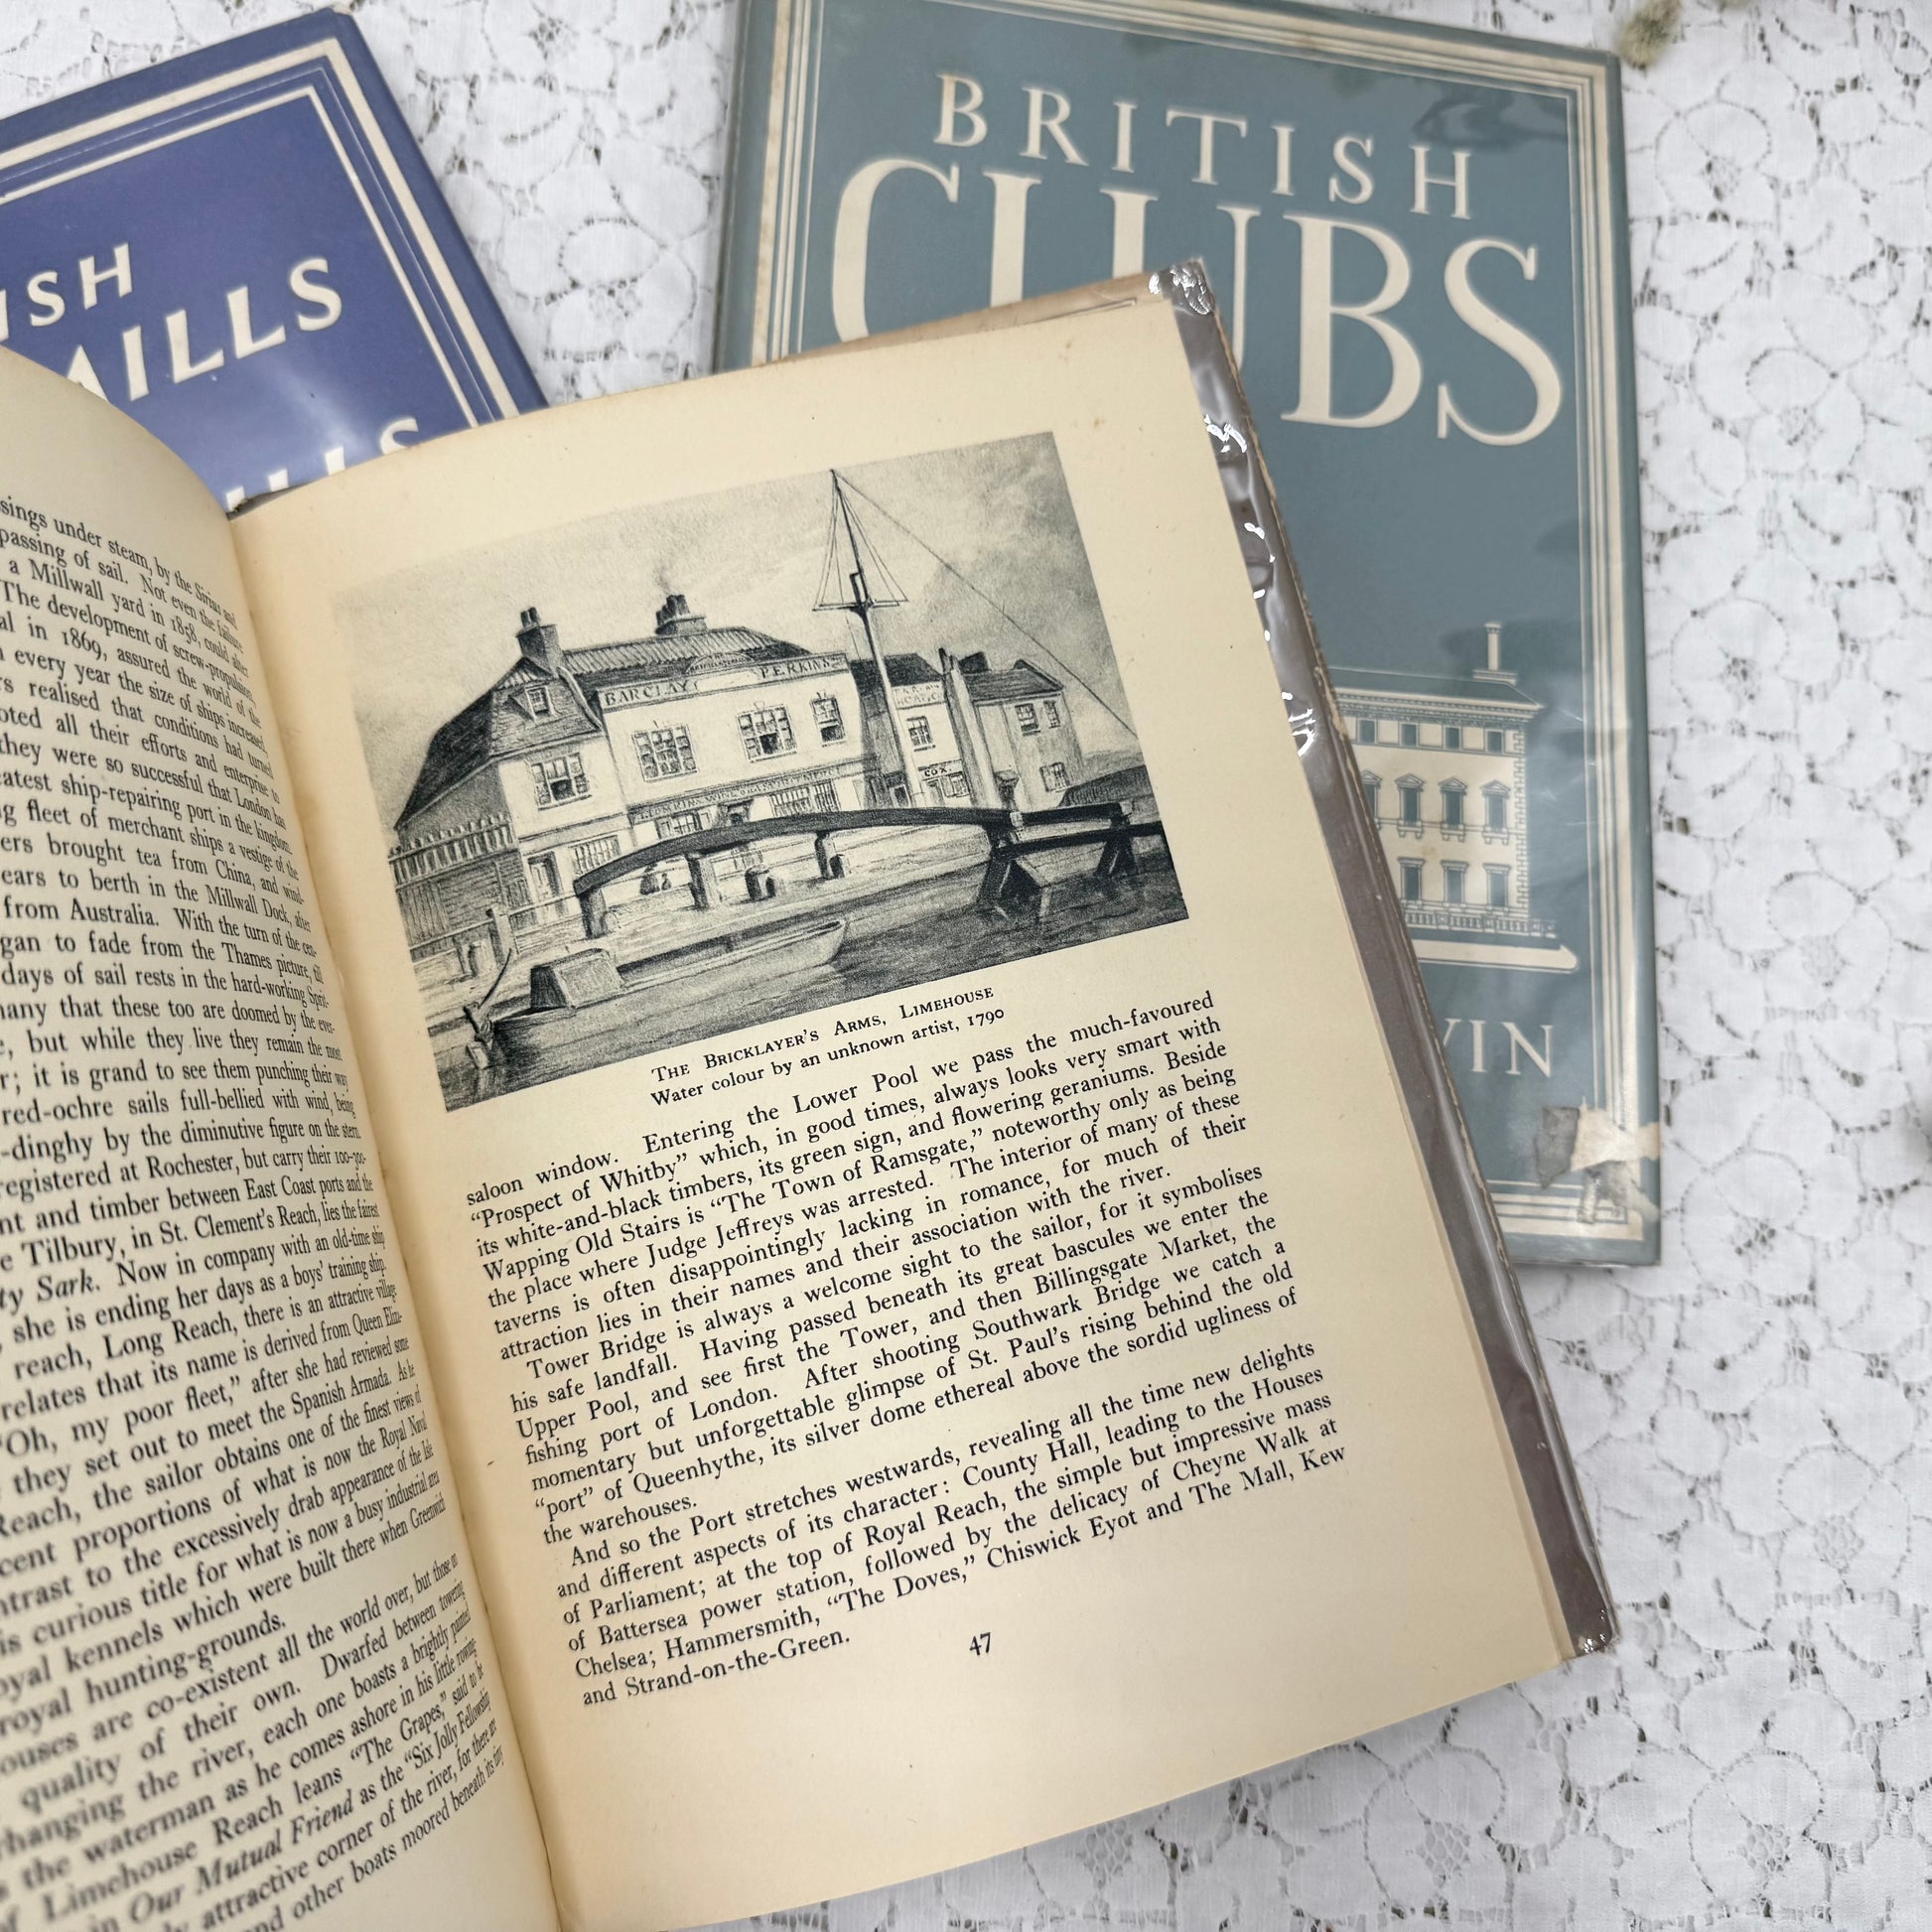 ISH
AILLS
BRITISH
CLUBS
VIN
sings under steam, by the Sirius and
passing of sail. Not even the failure
a Millwall yard in 1858, could alter
The development of screw-propulsion,
al in 1869, assured the world of the
every year the size of ships increased,
rs realised that conditions had turned
oted all their efforts and enterprise to
they were so successful that London has
eatest ship-repairing port in the kingdom.
g fleet of merchant ships a vestige of the
ers brought tea from China, and wind-
ears to berth in the Millwall Dock, after
from Australia. With the turn of the cen-
gan to fade from the Thames picture, till
days of sail rests in the hard-working Sprit-
many that these too are doomed by the ever-
e, but while they live they remain the most
r; it is grand to see them punching their way
red-ochre sails full-bellied with wind, being
-dinghy by the diminutive figure on the stern.
registered at Rochester, but carry their 100-300-
nt and timber between East Coast ports and the
e Tilbury, in St. Clement's Reach, lies the fairest
ty Sark. Now in company with an old-time ship
she is ending her days as a boys' training ship.
reach, Long Reach, there is an attractive village
relates that its name is derived from Queen Eliza-
"Oh, my poor fleet," after she had reviewed some
they set out to meet the Spanish Armada. As he
Reach, the sailor obtains one of the finest views of
cent proportions of what is now the Royal Naval
ntrast to the excessively drab appearance of the Isle
is curious title for what is now a busy industrial area
oyal kennels which were built there when Greenwich
royal hunting-grounds.
ouses are co-existent all the world over, but those on
quality of their own. Dwarfed between towering
rhanging the river, each one boasts a brightly painted
s the waterman as he comes ashore in his little rowing
of Limehouse Reach leans "The Grapes," said to be
in Our Mutual Friend as the "Six Jolly Fellowship
attractive corner of the river, for there are
and other boats moored beneath its tiny
BARCLAY PERKINS
COX
THE BRICKLAYER'S ARMS, LIMEHOUSE
Water colour by an unknown artist, 1790
saloon window. Entering the Lower Pool we pass the much-favoured
"Prospect of Whitby" which, in good times, always looks very smart with
its white-and-black timbers, its green sign, and flowering geraniums. Beside
Wapping Old Stairs is "The Town of Ramsgate," noteworthy only as being
the place where Judge Jeffreys was arrested. The interior of many of these
taverns is often disappointingly lacking in romance, for much of their
attraction lies in their names and their association with the river.
Tower Bridge is always a welcome sight to the sailor, for it symbolises
his safe landfall. Having passed beneath its great bascules we enter the
Upper Pool, and see first the Tower, and then Billingsgate Market, the
fishing port of London. After shooting Southwark Bridge we catch a
momentary but unforgettable glimpse of St. Paul's rising behind the old
"port" of Queenhythe, its silver dome ethereal above the sordid ugliness of
the warehouses.
And so the Port stretches westwards, revealing all the time new delights
and different aspects of its character: County Hall, leading to the Houses
of Parliament; at the top of Royal Reach, the simple but impressive mass
of Battersea power station, followed by the delicacy of Cheyne Walk at
Chelsea; Hammersmith, "The Doves," Chiswick Eyot and The Mall, Kew
and Strand-on-the-Green.
47